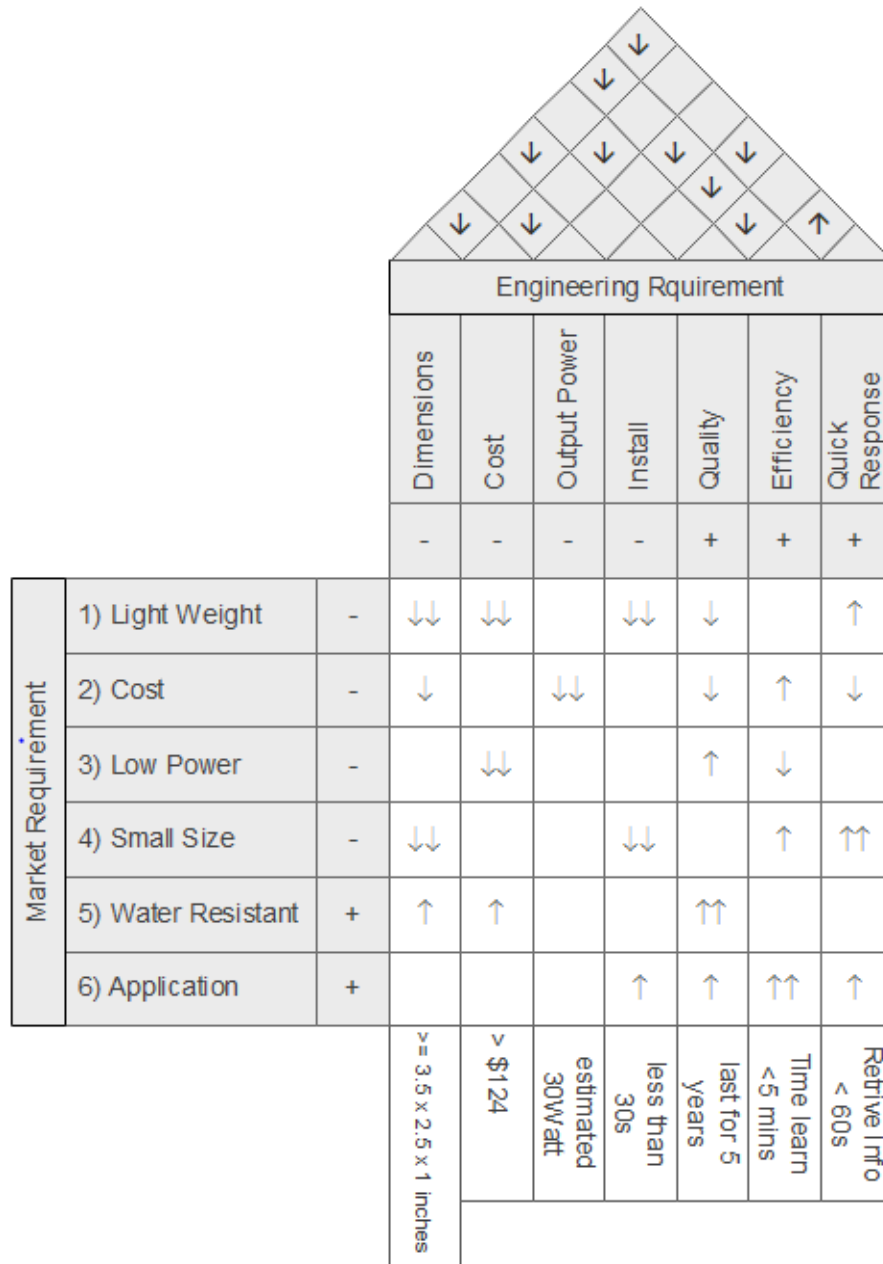 Engineering Rquirement
Dimensions
Cost
Output Power
Install
Quality
Efficiency
Quick
Response
- - - - + + +
Market Requirement
1) Light Weight - ↓↓ ↓↓ ↓↓ ↓ ↑
2) Cost - ↓ ↓↓ ↓ ↑ ↓
3) Low Power - ↓↓ ↑ ↓
4) Small Size - ↓↓ ↓↓ ↑ ↑↑
5) Water Resistant + ↑ ↑ ↑↑
6) Application + ↑ ↑ ↑↑ ↑
>= 3.5 x 2.5 x 1 inches
> $124
estimated
30Watt
less than
30s
last for 5
years
Time learn
<5 mins
Retrive Info
< 60s